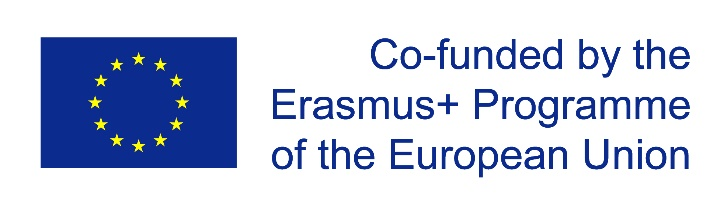 Co-funded by the
Erasmus+ Programme
of the European Union